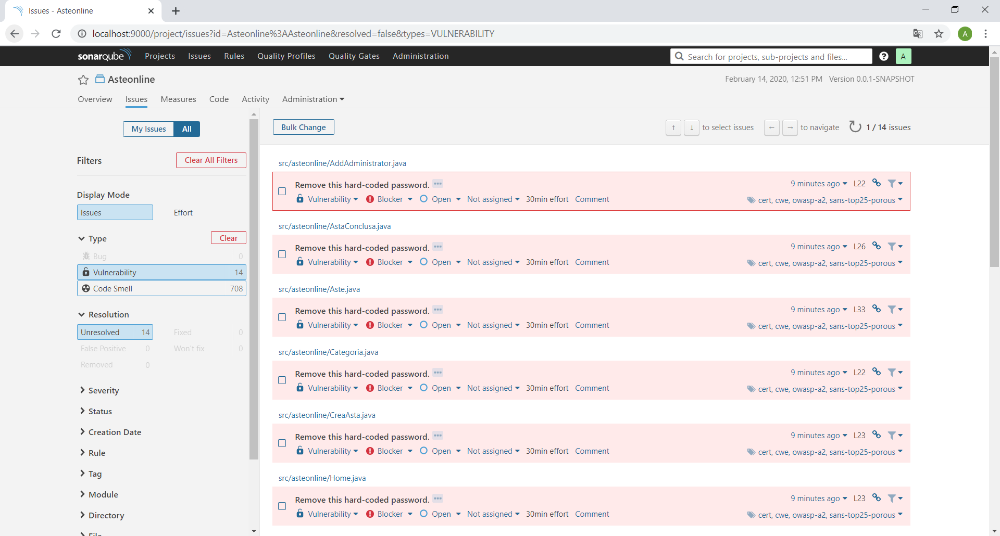 Issues - Asteonline
localhost:9000/project/issues?id=Asteonline%3AAsteonline&resolved=false&types=VULNERABILITY
A
sonarqube Projects Issues Rules Quality Profiles Quality Gates Administration
Search for projects, sub-projects and files...
? A
Asteonline
February 14, 2020, 12:51 PM Version 0.0.1-SNAPSHOT
Overview Issues Measures Code Activity Administration
My Issues All
Filters Clear All Filters
Display Mode
Issues Effort
Type Clear
Bug 0
Vulnerability 14
Code Smell 708
Resolution
Unresolved 14 Fixed 0
False Positive 0 Won't fix 0
Removed 0
Severity
Status
Creation Date
Rule
Tag
Module
Directory
File
Bulk Change
↑ ↓ to select issues ← → to navigate 1 / 14 issues
src/asteonline/AddAdministrator.java
Remove this hard-coded password. 9 minutes ago L22
Vulnerability Blocker Open Not assigned 30min effort Comment cert, cwe, owasp-a2, sans-top25-porous
src/asteonline/AstaConclusa.java
Remove this hard-coded password. 9 minutes ago L26
Vulnerability Blocker Open Not assigned 30min effort Comment cert, cwe, owasp-a2, sans-top25-porous
src/asteonline/Aste.java
Remove this hard-coded password. 9 minutes ago L33
Vulnerability Blocker Open Not assigned 30min effort Comment cert, cwe, owasp-a2, sans-top25-porous
src/asteonline/Categoria.java
Remove this hard-coded password. 9 minutes ago L22
Vulnerability Blocker Open Not assigned 30min effort Comment cert, cwe, owasp-a2, sans-top25-porous
src/asteonline/CreaAsta.java
Remove this hard-coded password. 9 minutes ago L23
Vulnerability Blocker Open Not assigned 30min effort Comment cert, cwe, owasp-a2, sans-top25-porous
src/asteonline/Home.java
Remove this hard-coded password. 9 minutes ago L23
Vulnerability Blocker Open Not assigned 30min effort Comment cert, cwe, owasp-a2, sans-top25-porous